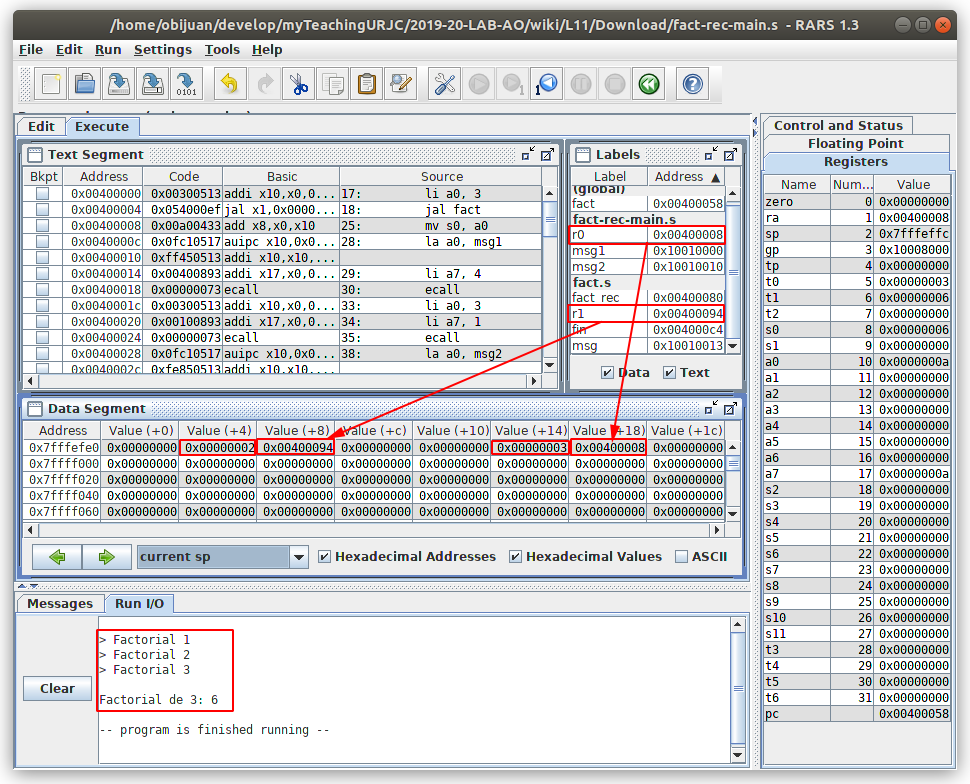 /home/obijuan/develop/myTeachingURJC/2019-20-LAB-AO/wiki/L11/Download/fact-rec-main.s - RARS 1.3
File Edit Run Settings Tools Help
Edit Execute
Text Segment
Bkpt Address Code Basic Source
0x00400000 0x00300513 addi x10,x0,0... 17: li a0, 3
0x00400004 0x054000ef jal x1,0x0000... 18: jal fact
0x00400008 0x00a00433 add x8,x0,x10 25: mv s0, a0
0x0040000c 0x0fc10517 auipc x10,0x0... 28: la a0, msg1
0x00400010 0xff450513 addi x10,x10,...
0x00400014 0x00400893 addi x17,x0,0... 29: li a7, 4
0x00400018 0x00000073 ecall 30: ecall
0x0040001c 0x00300513 addi x10,x0,0... 33: li a0, 3
0x00400020 0x00100893 addi x17,x0,0... 34: li a7, 1
0x00400024 0x00000073 ecall 35: ecall
0x00400028 0x0fc10517 auipc x10,0x0... 38: la a0, msg2
0x0040002c 0xfe850513 addi x10,x10,...
Labels
Label Address ▲
(global)
fact 0x00400058
fact-rec-main.s
r0 0x00400008
msg1 0x10010000
msg2 0x10010010
fact.s
fact_rec 0x00400080
r1 0x00400094
fin 0x004000c4
msg 0x10010013
Data Text
Data Segment
Address Value (+0) Value (+4) Value (+8) Value (+c) Value (+10) Value (+14) Value (+18) Value (+1c)
0x7fffefe0 0x00000000 0x00000002 0x00400094 0x00000000 0x00000000 0x00000003 0x00400008 0x00000000
0x7ffff000 0x00000000 0x00000000 0x00000000 0x00000000 0x00000000 0x00000000 0x00000000 0x00000000
0x7ffff020 0x00000000 0x00000000 0x00000000 0x00000000 0x00000000 0x00000000 0x00000000 0x00000000
0x7ffff040 0x00000000 0x00000000 0x00000000 0x00000000 0x00000000 0x00000000 0x00000000 0x00000000
0x7ffff060 0x00000000 0x00000000 0x00000000 0x00000000 0x00000000 0x00000000 0x00000000 0x00000000
current sp Hexadecimal Addresses Hexadecimal Values ASCII
Messages Run I/O
Clear
> Factorial 1
> Factorial 2
> Factorial 3
Factorial de 3: 6
-- program is finished running --
Control and Status
Floating Point
Registers
Name Num... Value
zero 0 0x00000000
ra 1 0x00400008
sp 2 0x7fffeffc
gp 3 0x10008000
tp 4 0x00000000
t0 5 0x00000003
t1 6 0x00000006
t2 7 0x00000000
s0 8 0x00000006
s1 9 0x00000000
a0 10 0x0000000a
a1 11 0x00000000
a2 12 0x00000000
a3 13 0x00000000
a4 14 0x00000000
a5 15 0x00000000
a6 16 0x00000000
a7 17 0x0000000a
s2 18 0x00000000
s3 19 0x00000000
s4 20 0x00000000
s5 21 0x00000000
s6 22 0x00000000
s7 23 0x00000000
s8 24 0x00000000
s9 25 0x00000000
s10 26 0x00000000
s11 27 0x00000000
t3 28 0x00000000
t4 29 0x00000000
t5 30 0x00000000
t6 31 0x00000000
pc 0x00400058